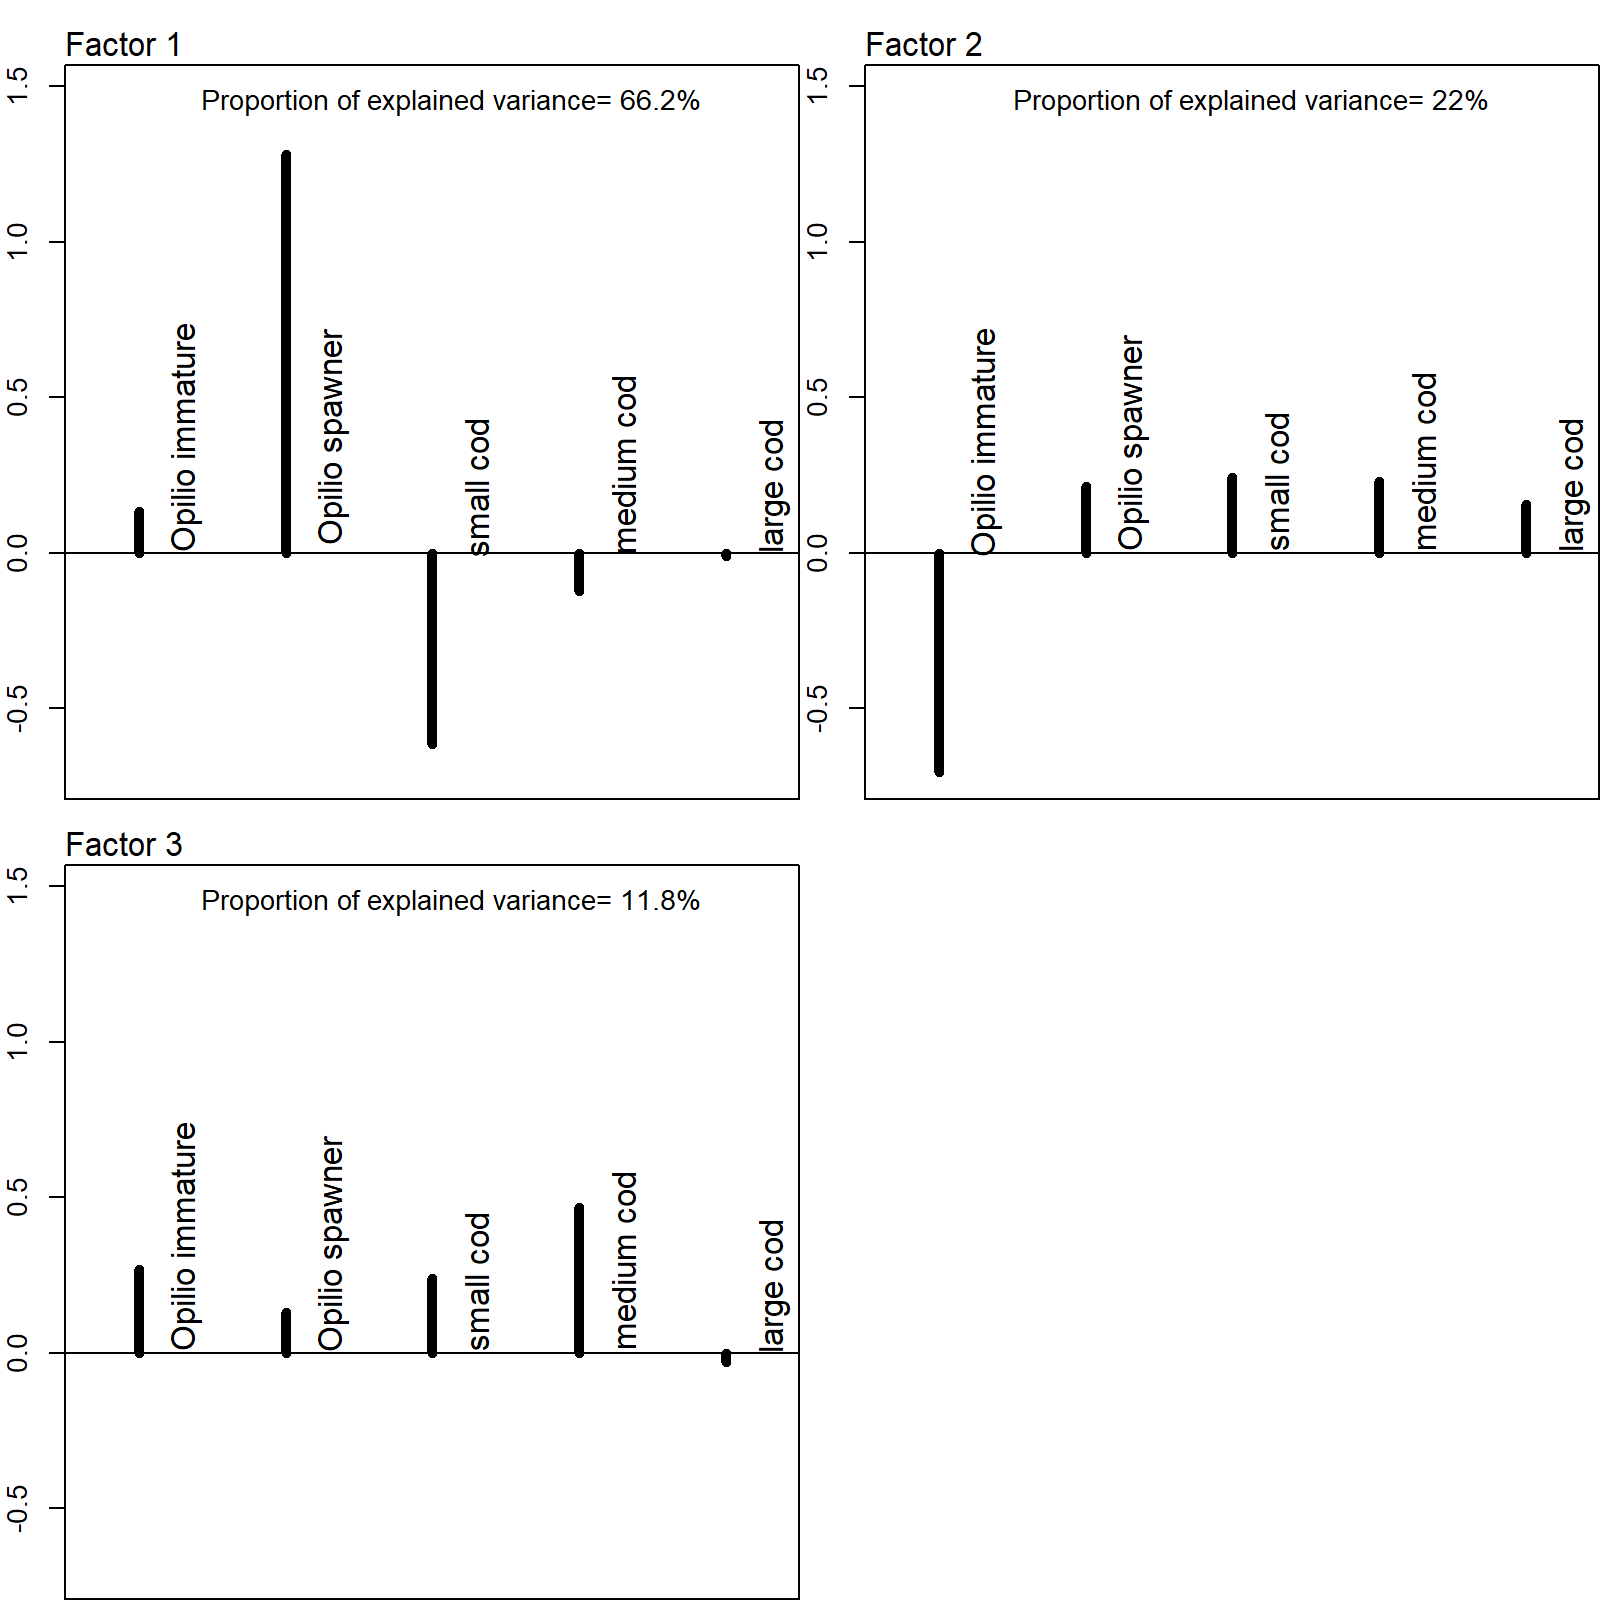 Factor 1
Proportion of explained variance= 66.2%
1.5
1.0
0.5
0.0
-0.5
Opilio immature
Opilio spawner
small cod
medium cod
large cod
Factor 2
Proportion of explained variance= 22%
1.5
1.0
0.5
0.0
-0.5
Opilio immature
Opilio spawner
small cod
medium cod
large cod
Factor 3
Proportion of explained variance= 11.8%
1.5
1.0
0.5
0.0
-0.5
Opilio immature
Opilio spawner
small cod
medium cod
large cod